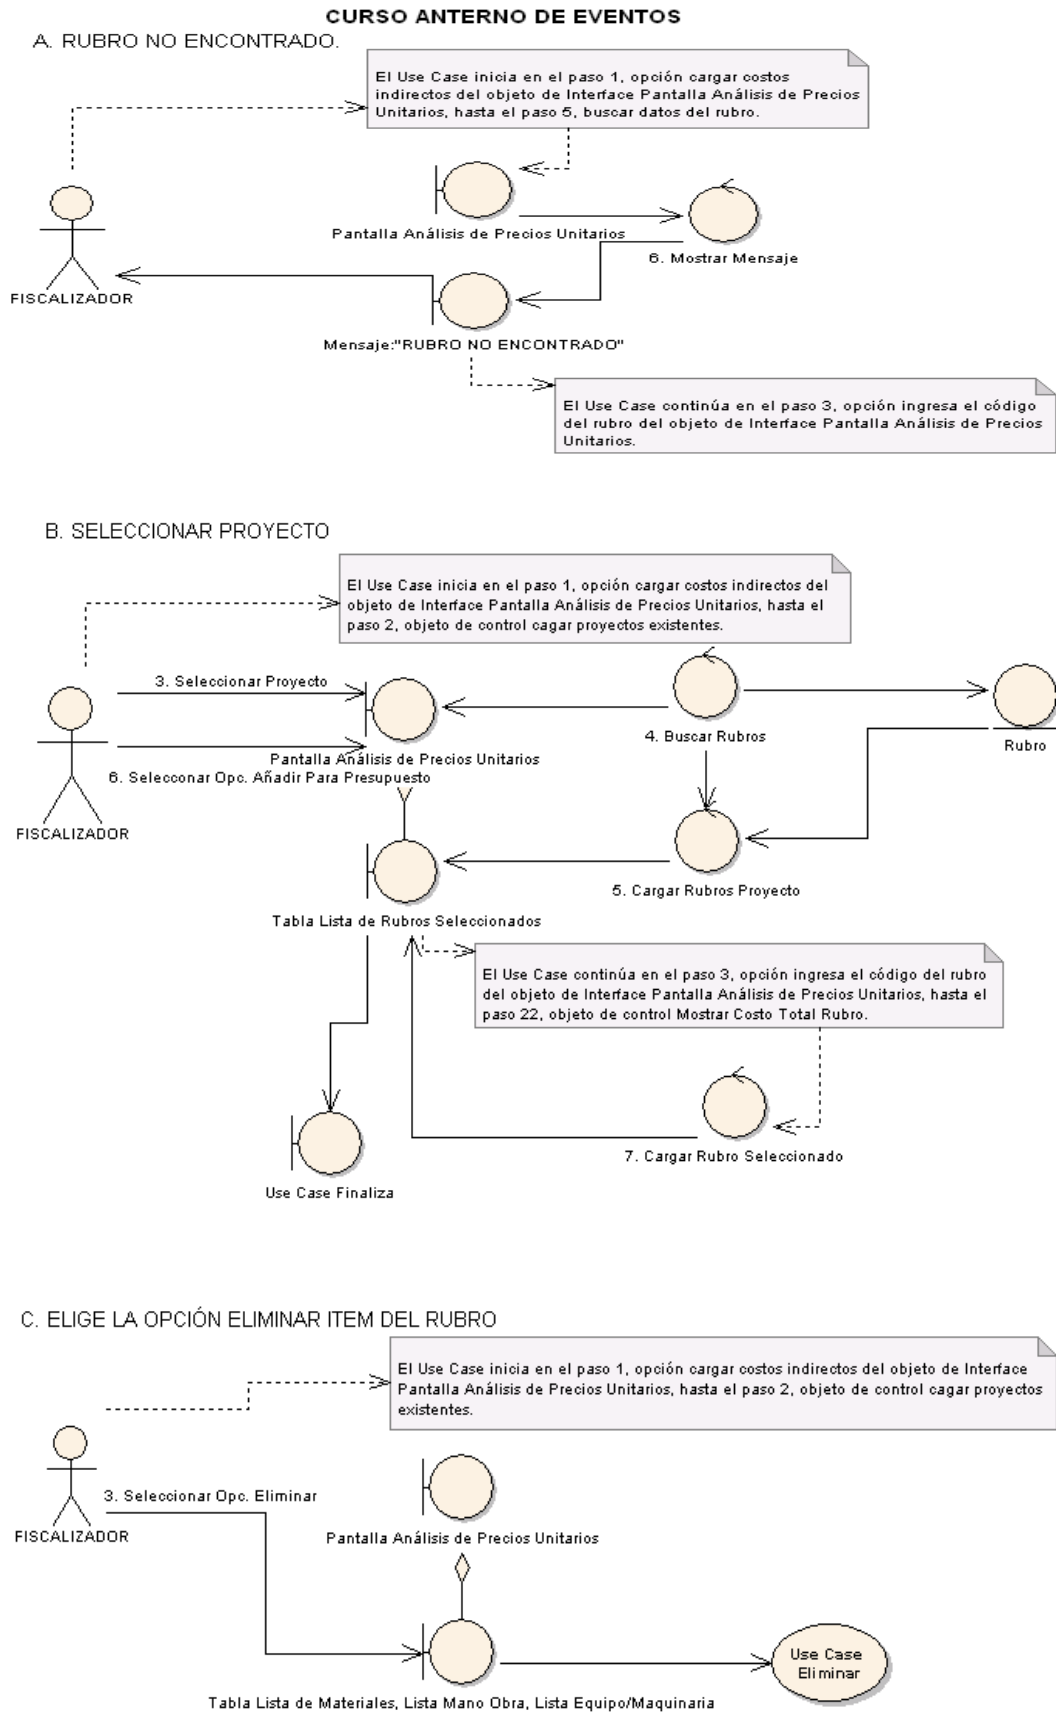 CURSO ANTERNO DE EVENTOS
A. RUBRO NO ENCONTRADO.
El Use Case inicia en el paso 1, opción cargar costos
indirectos del objeto de Interface Pantalla Análisis de Precios
Unitarios, hasta el paso 5, buscar datos del rubro.
Pantalla Análisis de Precios Unitarios
6. Mostrar Mensaje
FISCALIZADOR
Mensaje:"RUBRO NO ENCONTRADO"
El Use Case continúa en el paso 3, opción ingresa el código
del rubro del objeto de Interface Pantalla Análisis de Precios
Unitarios.
B. SELECCIONAR PROYECTO
El Use Case inicia en el paso 1, opción cargar costos indirectos del
objeto de Interface Pantalla Análisis de Precios Unitarios, hasta el
paso 2, objeto de control cagar proyectos existentes.
3. Seleccionar Proyecto
4. Buscar Rubros
Rubro
Pantalla Análisis de Precios Unitarios
6. Selecconar Opc. Añadir Para Presupuesto
FISCALIZADOR
5. Cargar Rubros Proyecto
Tabla Lista de Rubros Seleccionados
El Use Case continúa en el paso 3, opción ingresa el código del rubro
del objeto de Interface Pantalla Análisis de Precios Unitarios, hasta el
paso 22, objeto de control Mostrar Costo Total Rubro.
7. Cargar Rubro Seleccionado
Use Case Finaliza
C. ELIGE LA OPCIÓN ELIMINAR ITEM DEL RUBRO
El Use Case inicia en el paso 1, opción cargar costos indirectos del objeto de Interface
Pantalla Análisis de Precios Unitarios, hasta el paso 2, objeto de control cagar proyectos
existentes.
3. Seleccionar Opc. Eliminar
FISCALIZADOR
Pantalla Análisis de Precios Unitarios
Use Case
Eliminar
Tabla Lista de Materiales, Lista Mano Obra, Lista Equipo/Maquinaria